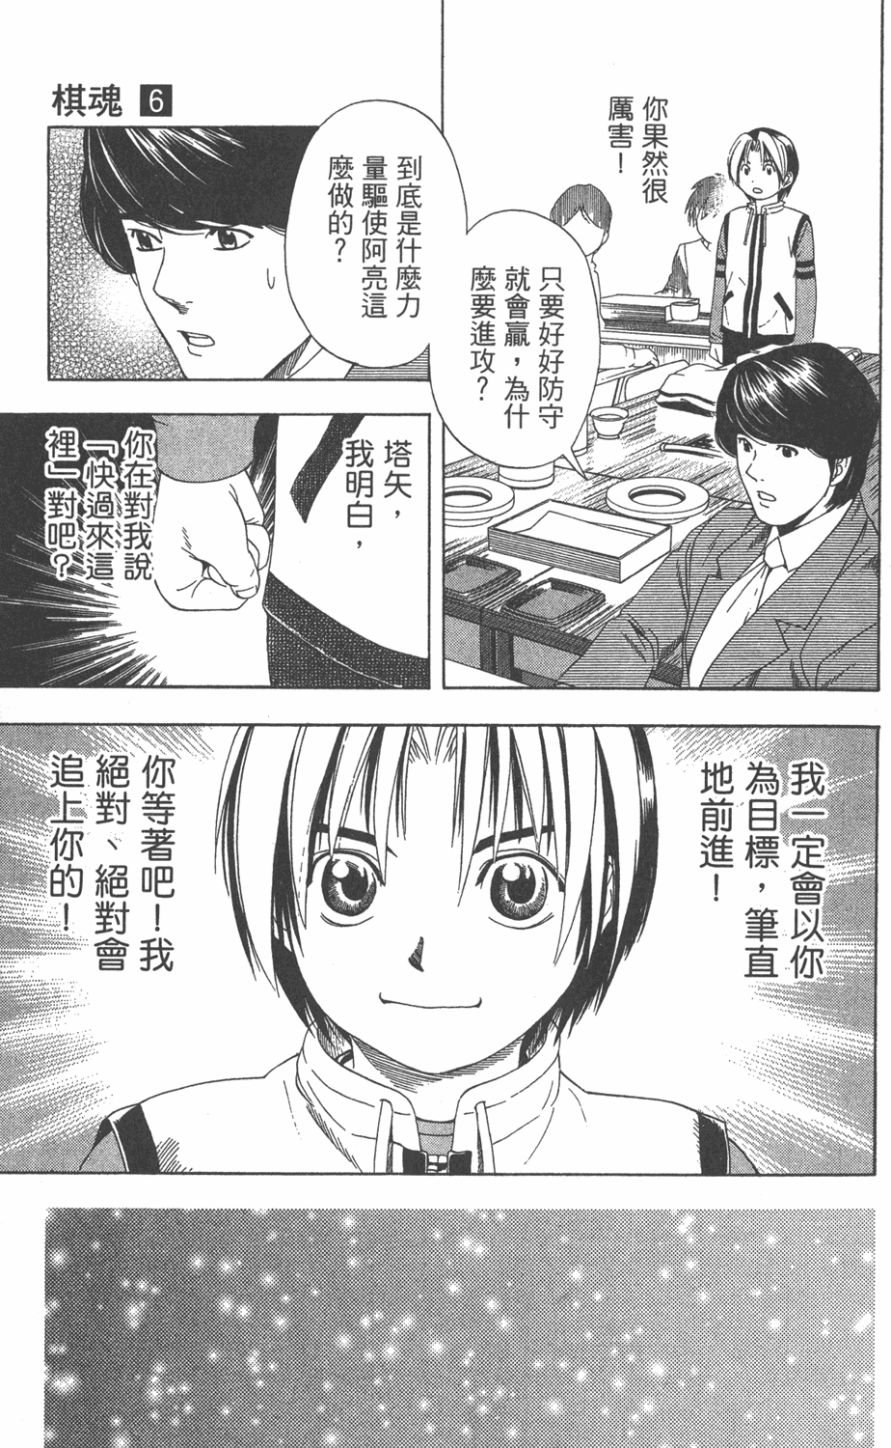 棋魂 6
你果然很
厲害！
只要好好防守
就會贏，為什
麼要進攻？
到底是什麼力
量驅使阿亮這
麼做的？
塔矢，
我明白，
你在對我說
「快過來這
裡」對吧？
我一定會以你
為目標，筆直
地前進！
你等著吧！我
絕對、絕對會
追上你的！